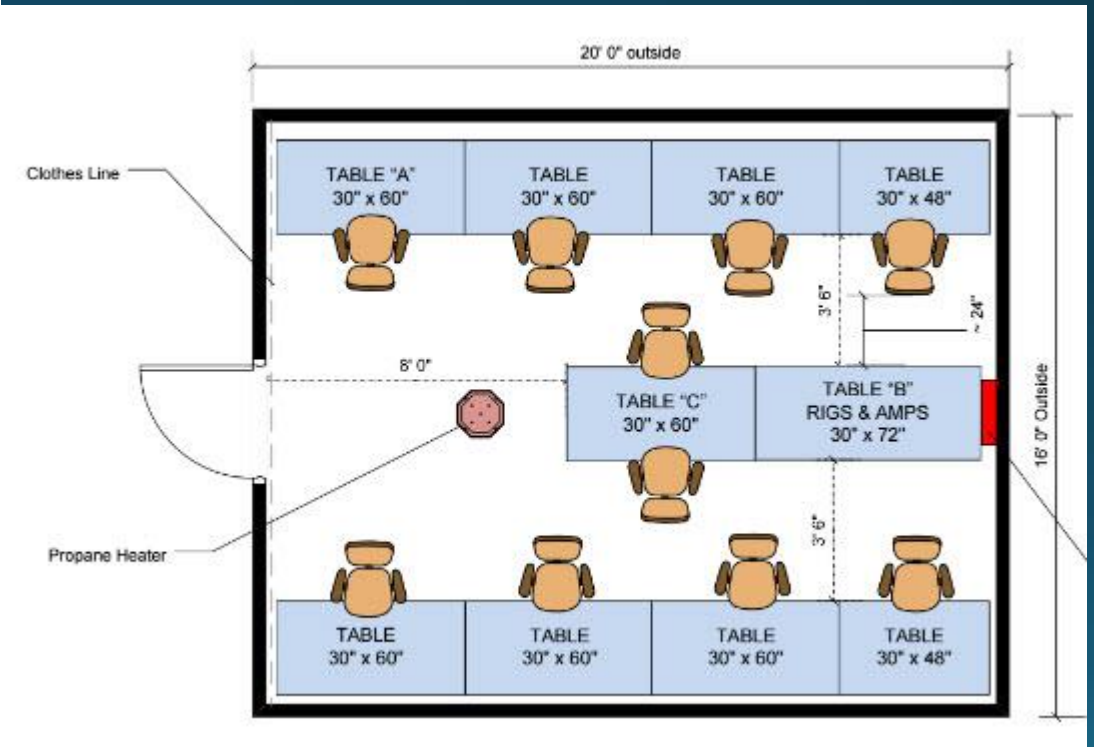 20' 0" outside
Clothes Line
TABLE "A"
30" x 60"
TABLE
30" x 60"
TABLE
30" x 60"
TABLE
30" x 48"
3' 6"
~ 24"
8' 0"
TABLE "C"
30" x 60"
TABLE "B"
RIGS & AMPS
30" x 72"
16' 0" Outside
3' 6"
Propane Heater
TABLE
30" x 60"
TABLE
30" x 60"
TABLE
30" x 60"
TABLE
30" x 48"